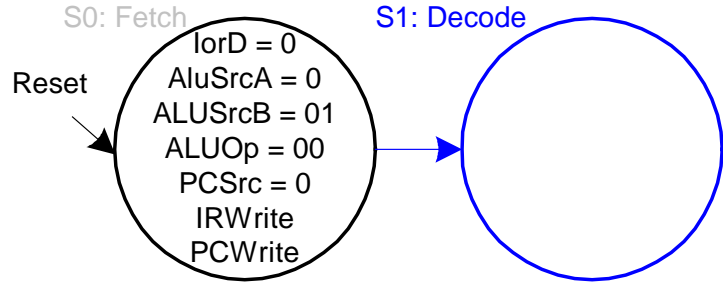 S0: Fetch
S1: Decode
Reset
IorD = 0
AluSrcA = 0
ALUSrcB = 01
ALUOp = 00
PCSrc = 0
IRWrite
PCWrite